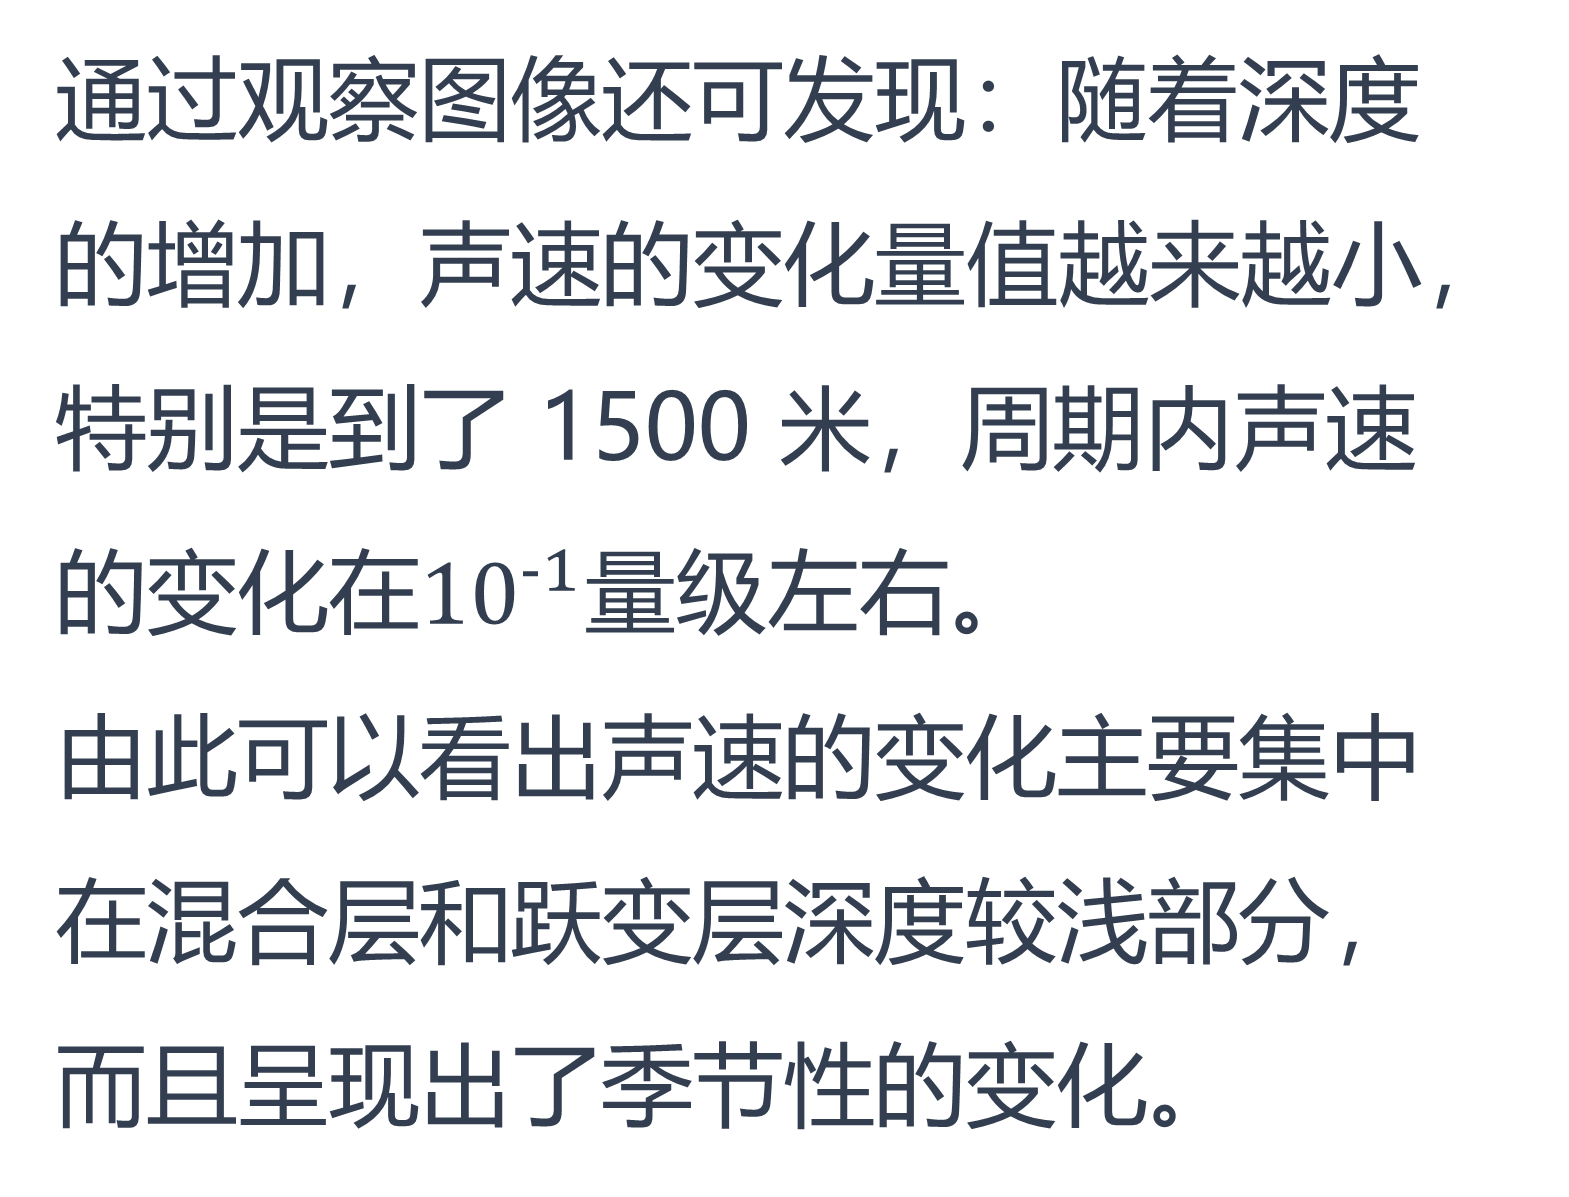 通过观察图像还可发现：随着深度
的增加，声速的变化量值越来越小，
特别是到了 1500 米，周期内声速
的变化在10⁻¹量级左右。
由此可以看出声速的变化主要集中
在混合层和跃变层深度较浅部分，
而且呈现出了季节性的变化。